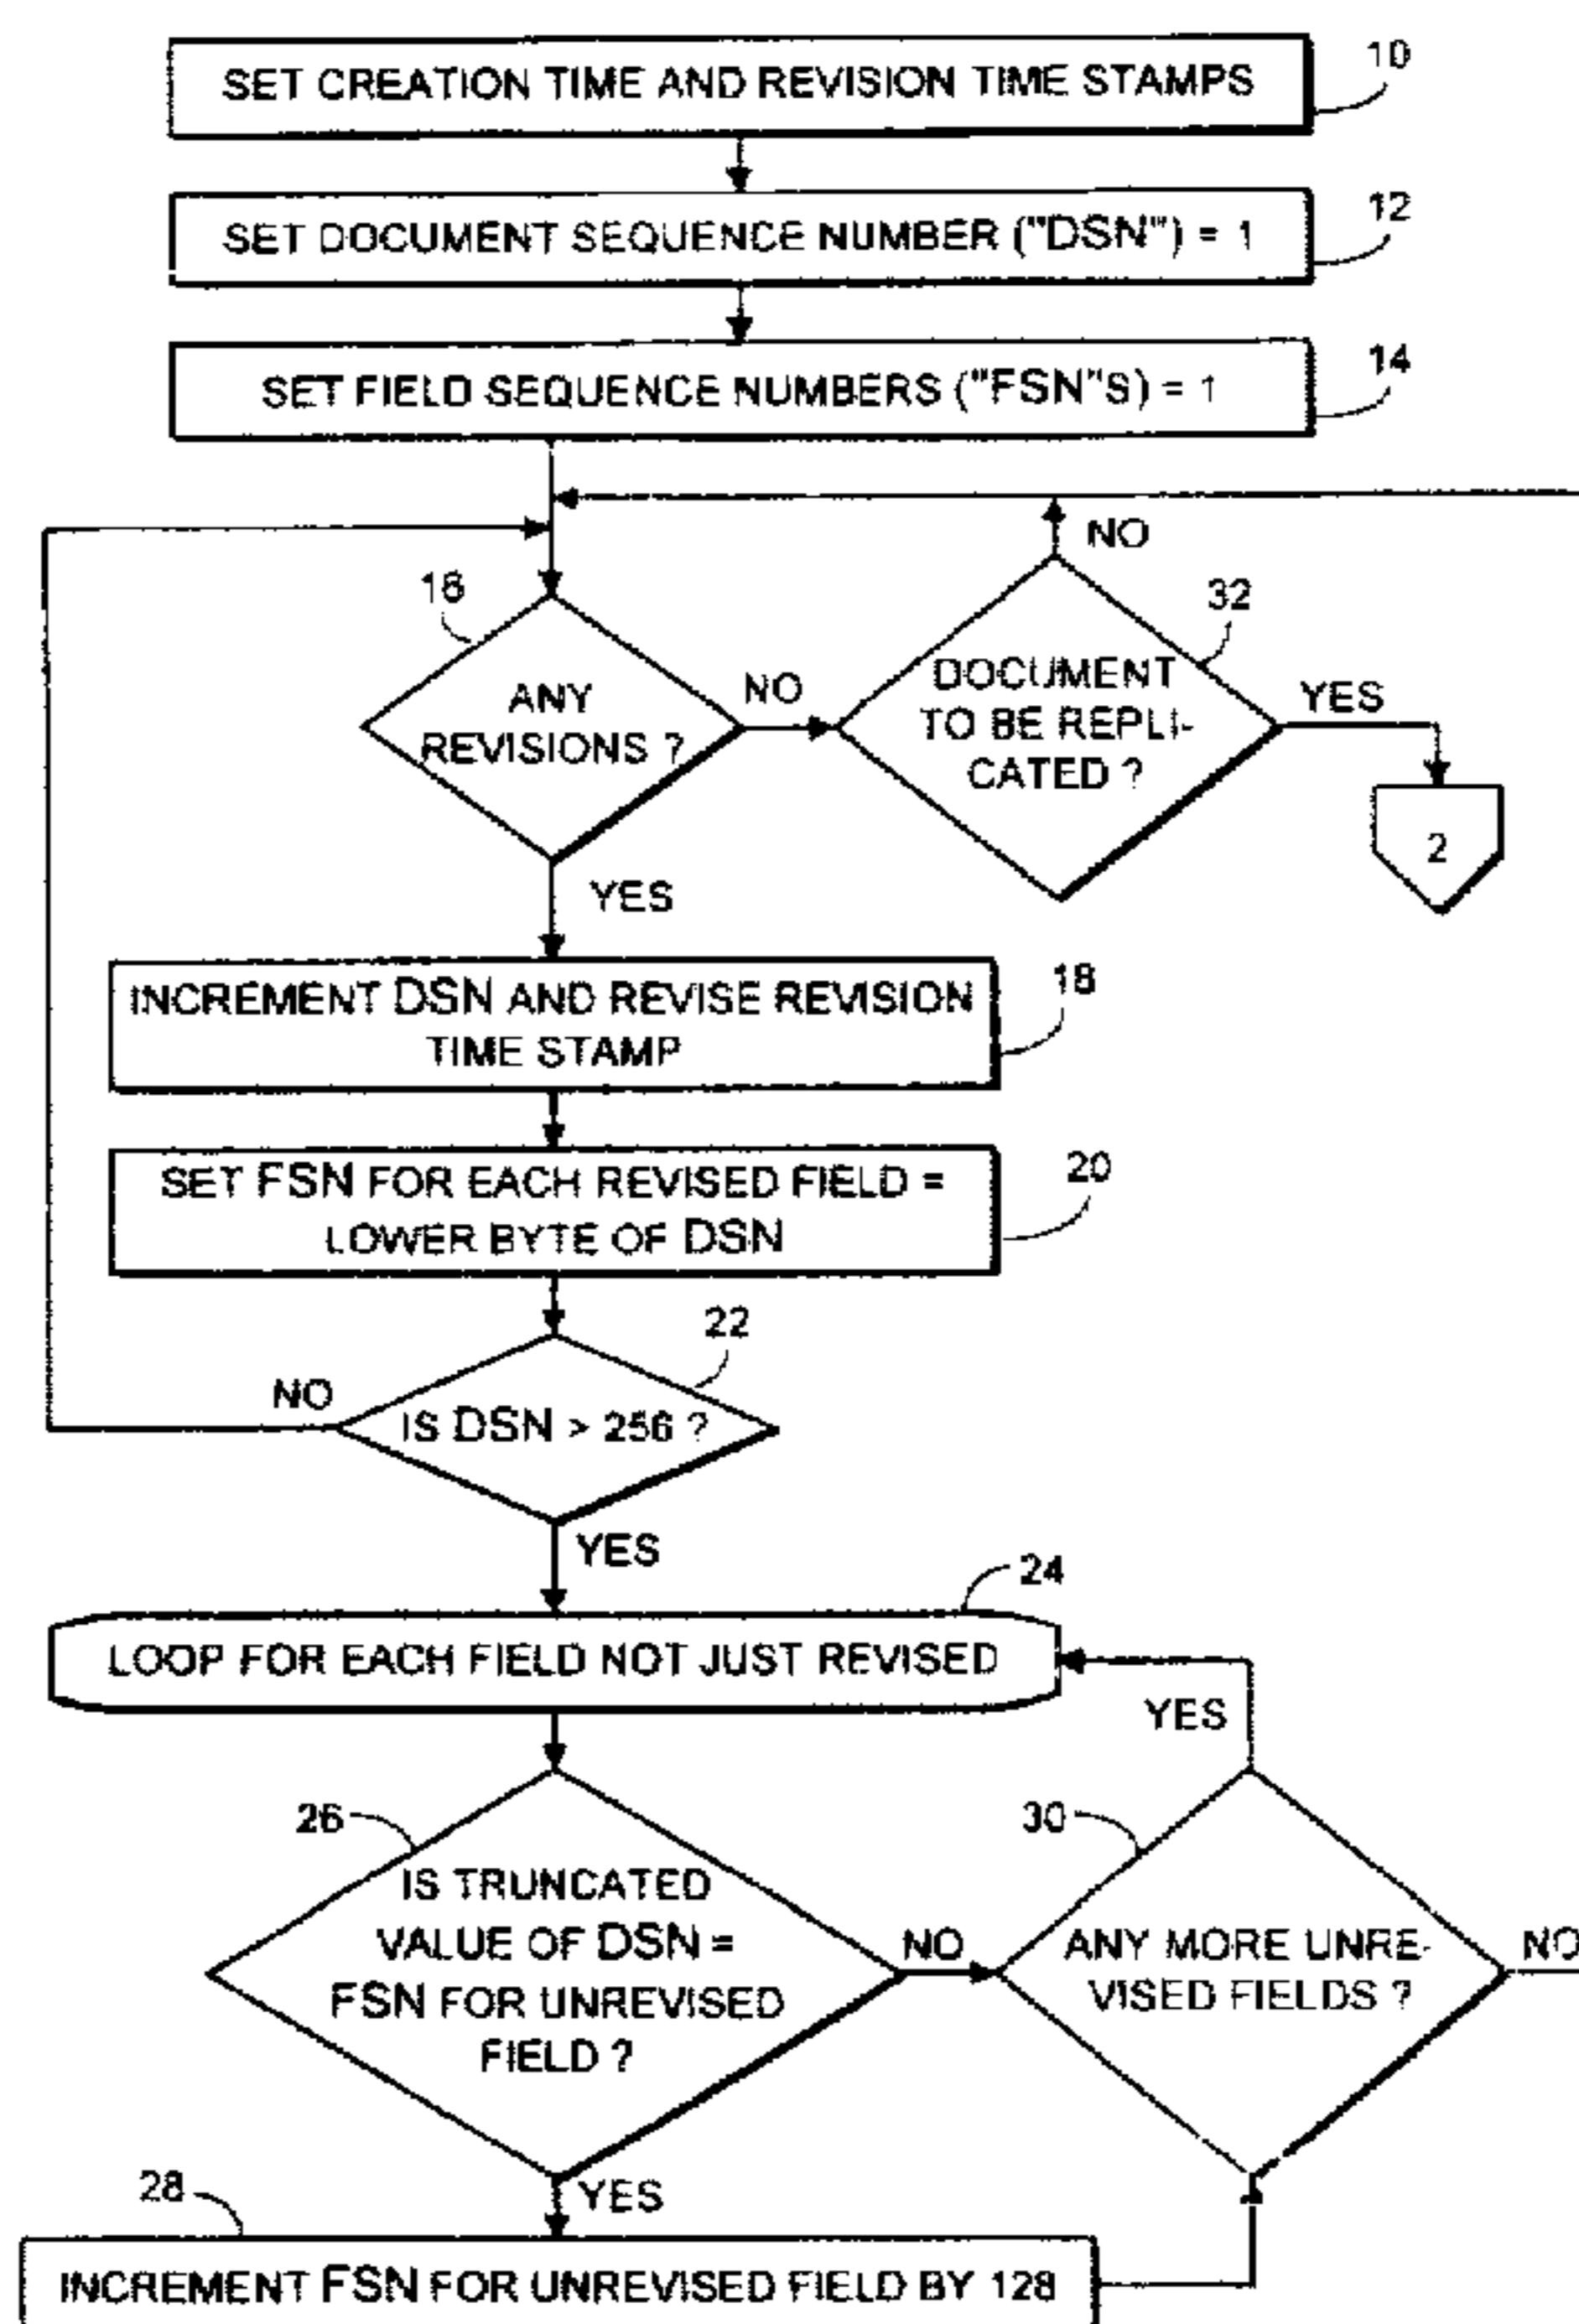 SET CREATION TIME AND REVISION TIME STAMPS
10
SET DOCUMENT SEQUENCE NUMBER ("DSN") = 1
12
SET FIELD SEQUENCE NUMBERS ("FSN"s) = 1
14
NO
16
32
ANY
REVISIONS ?
NO
DOCUMENT
TO BE REPLI-
CATED ?
YES
2
YES
INCREMENT DSN AND REVISE REVISION
TIME STAMP
18
SET FSN FOR EACH REVISED FIELD =
LOWER BYTE OF DSN
20
22
NO
IS DSN > 256 ?
YES
24
LOOP FOR EACH FIELD NOT JUST REVISED
YES
26
30
IS TRUNCATED
VALUE OF DSN =
FSN FOR UNREVISED
FIELD ?
NO
ANY MORE UNRE-
VISED FIELDS ?
NO
YES
28
INCREMENT FSN FOR UNREVISED FIELD BY 128